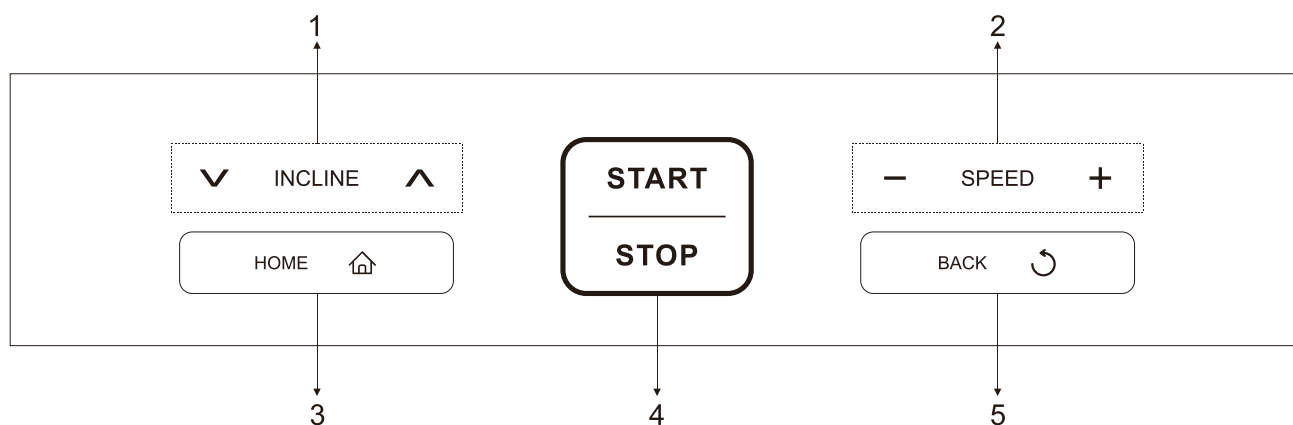 1
2
INCLINE
START
STOP
− SPEED +
HOME
BACK
3
4
5